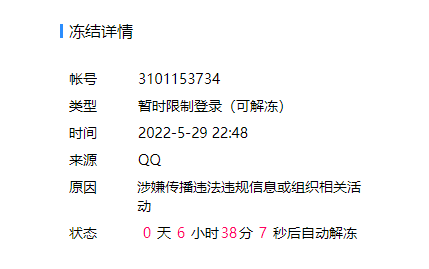 冻结详情
帐号 3101153734
类型 暂时限制登录（可解冻）
时间 2022-5-29 22:48
来源 QQ
原因 涉嫌传播违法违规信息或组织相关活
动
状态 0 天 6 小时 38 分 7 秒后自动解冻